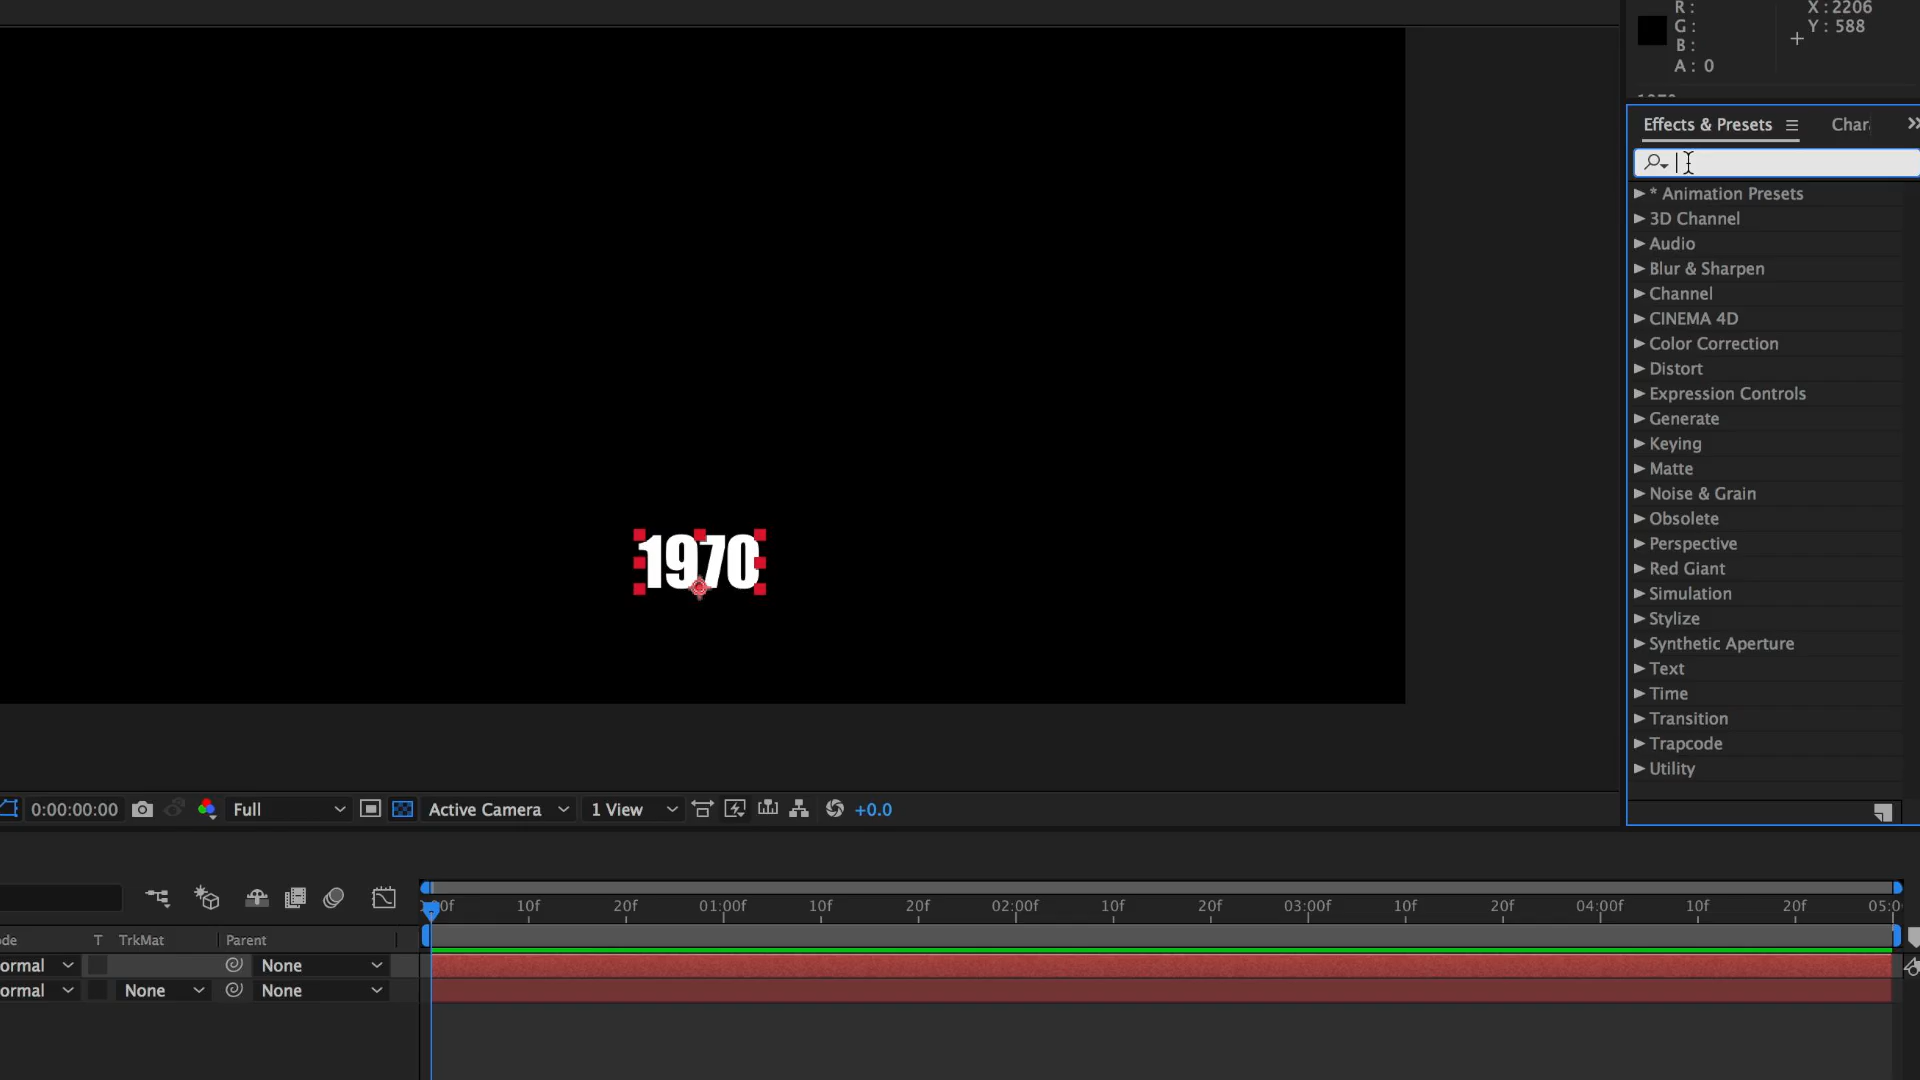 R :
G :
B :
A : 0
X : 2206
Y : 588
Effects & Presets
Char
* Animation Presets
3D Channel
Audio
Blur & Sharpen
Channel
CINEMA 4D
Color Correction
Distort
Expression Controls
Generate
Keying
Matte
Noise & Grain
Obsolete
Perspective
Red Giant
Simulation
Stylize
Synthetic Aperture
Text
Time
Transition
Trapcode
Utility
1970
0:00:00:00 Full Active Camera 1 View +0.0
00f 10f 20f 01:00f 10f 20f 02:00f 10f 20f 03:00f 10f 20f 04:00f 10f 20f 05:0
ode T TrkMat Parent
ormal None
ormal None None